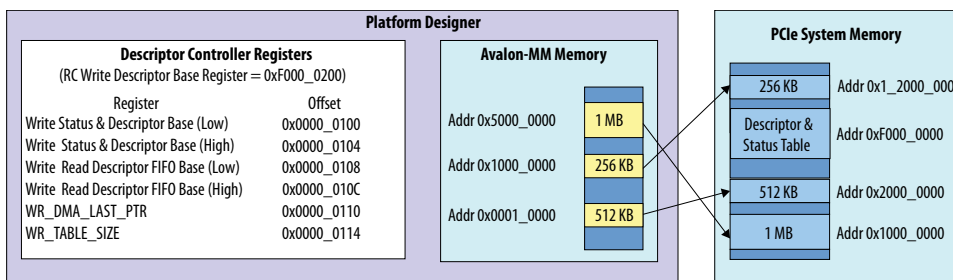 Platform Designer
Descriptor Controller Registers
(RC Write Descriptor Base Register = 0xF000_0200)
Register Offset
Write Status & Descriptor Base (Low) 0x0000_0100
Write Status & Descriptor Base (High) 0x0000_0104
Write Read Descriptor FIFO Base (Low) 0x0000_0108
Write Read Descriptor FIFO Base (High) 0x0000_010C
WR_DMA_LAST_PTR 0x0000_0110
WR_TABLE_SIZE 0x0000_0114
Avalon-MM Memory
Addr 0x5000_0000 1 MB
Addr 0x1000_0000 256 KB
Addr 0x0001_0000 512 KB
PCIe System Memory
256 KB Addr 0x1_2000_000
Descriptor &
Status Table Addr 0xF000_0000
512 KB Addr 0x2000_0000
1 MB Addr 0x1000_0000